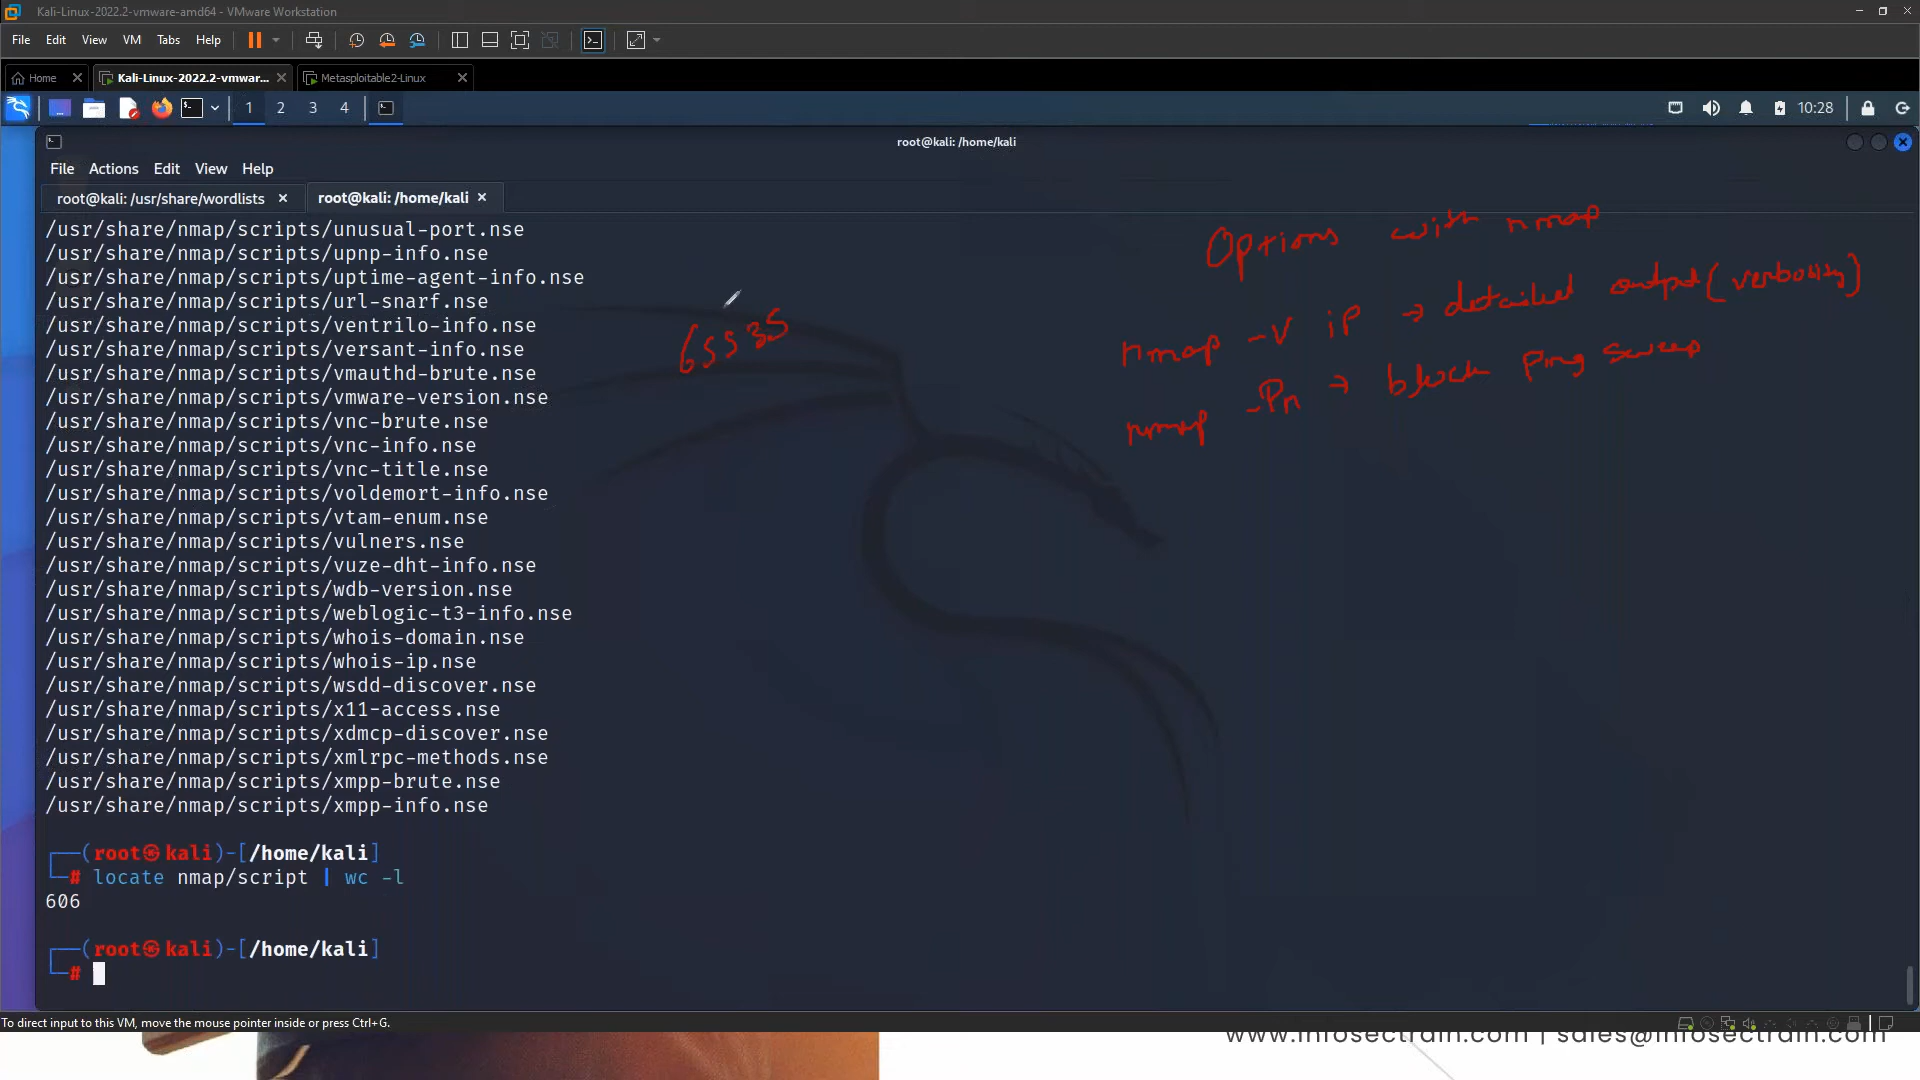 Kali-Linux-2022.2-vmware-amd64 - VMware Workstation
File Edit View VM Tabs Help
Home Kali-Linux-2022.2-vmwar... Metasploitable2-Linux
1 2 3 4 10:28
root@kali: /home/kali
File Actions Edit View Help
root@kali: /usr/share/wordlists root@kali: /home/kali
/usr/share/nmap/scripts/unusual-port.nse
/usr/share/nmap/scripts/upnp-info.nse
/usr/share/nmap/scripts/uptime-agent-info.nse
/usr/share/nmap/scripts/url-snarf.nse
/usr/share/nmap/scripts/ventrilo-info.nse
/usr/share/nmap/scripts/versant-info.nse
/usr/share/nmap/scripts/vmauthd-brute.nse
/usr/share/nmap/scripts/vmware-version.nse
/usr/share/nmap/scripts/vnc-brute.nse
/usr/share/nmap/scripts/vnc-info.nse
/usr/share/nmap/scripts/vnc-title.nse
/usr/share/nmap/scripts/voldemort-info.nse
/usr/share/nmap/scripts/vtam-enum.nse
/usr/share/nmap/scripts/vulners.nse
/usr/share/nmap/scripts/vuze-dht-info.nse
/usr/share/nmap/scripts/wdb-version.nse
/usr/share/nmap/scripts/weblogic-t3-info.nse
/usr/share/nmap/scripts/whois-domain.nse
/usr/share/nmap/scripts/whois-ip.nse
/usr/share/nmap/scripts/wsdd-discover.nse
/usr/share/nmap/scripts/x11-access.nse
/usr/share/nmap/scripts/xdmcp-discover.nse
/usr/share/nmap/scripts/xmlrpc-methods.nse
/usr/share/nmap/scripts/xmpp-brute.nse
/usr/share/nmap/scripts/xmpp-info.nse
(root㉿kali)-[/home/kali]
# locate nmap/script | wc -l
606
(root㉿kali)-[/home/kali]
#
65535
Options with nmap
nmap -v iP → detailed output (verbosity)
nmap -Pn → block Ping sweep
To direct input to this VM, move the mouse pointer inside or press Ctrl+G.
www.infosectrain.com | sales@infosectrain.com